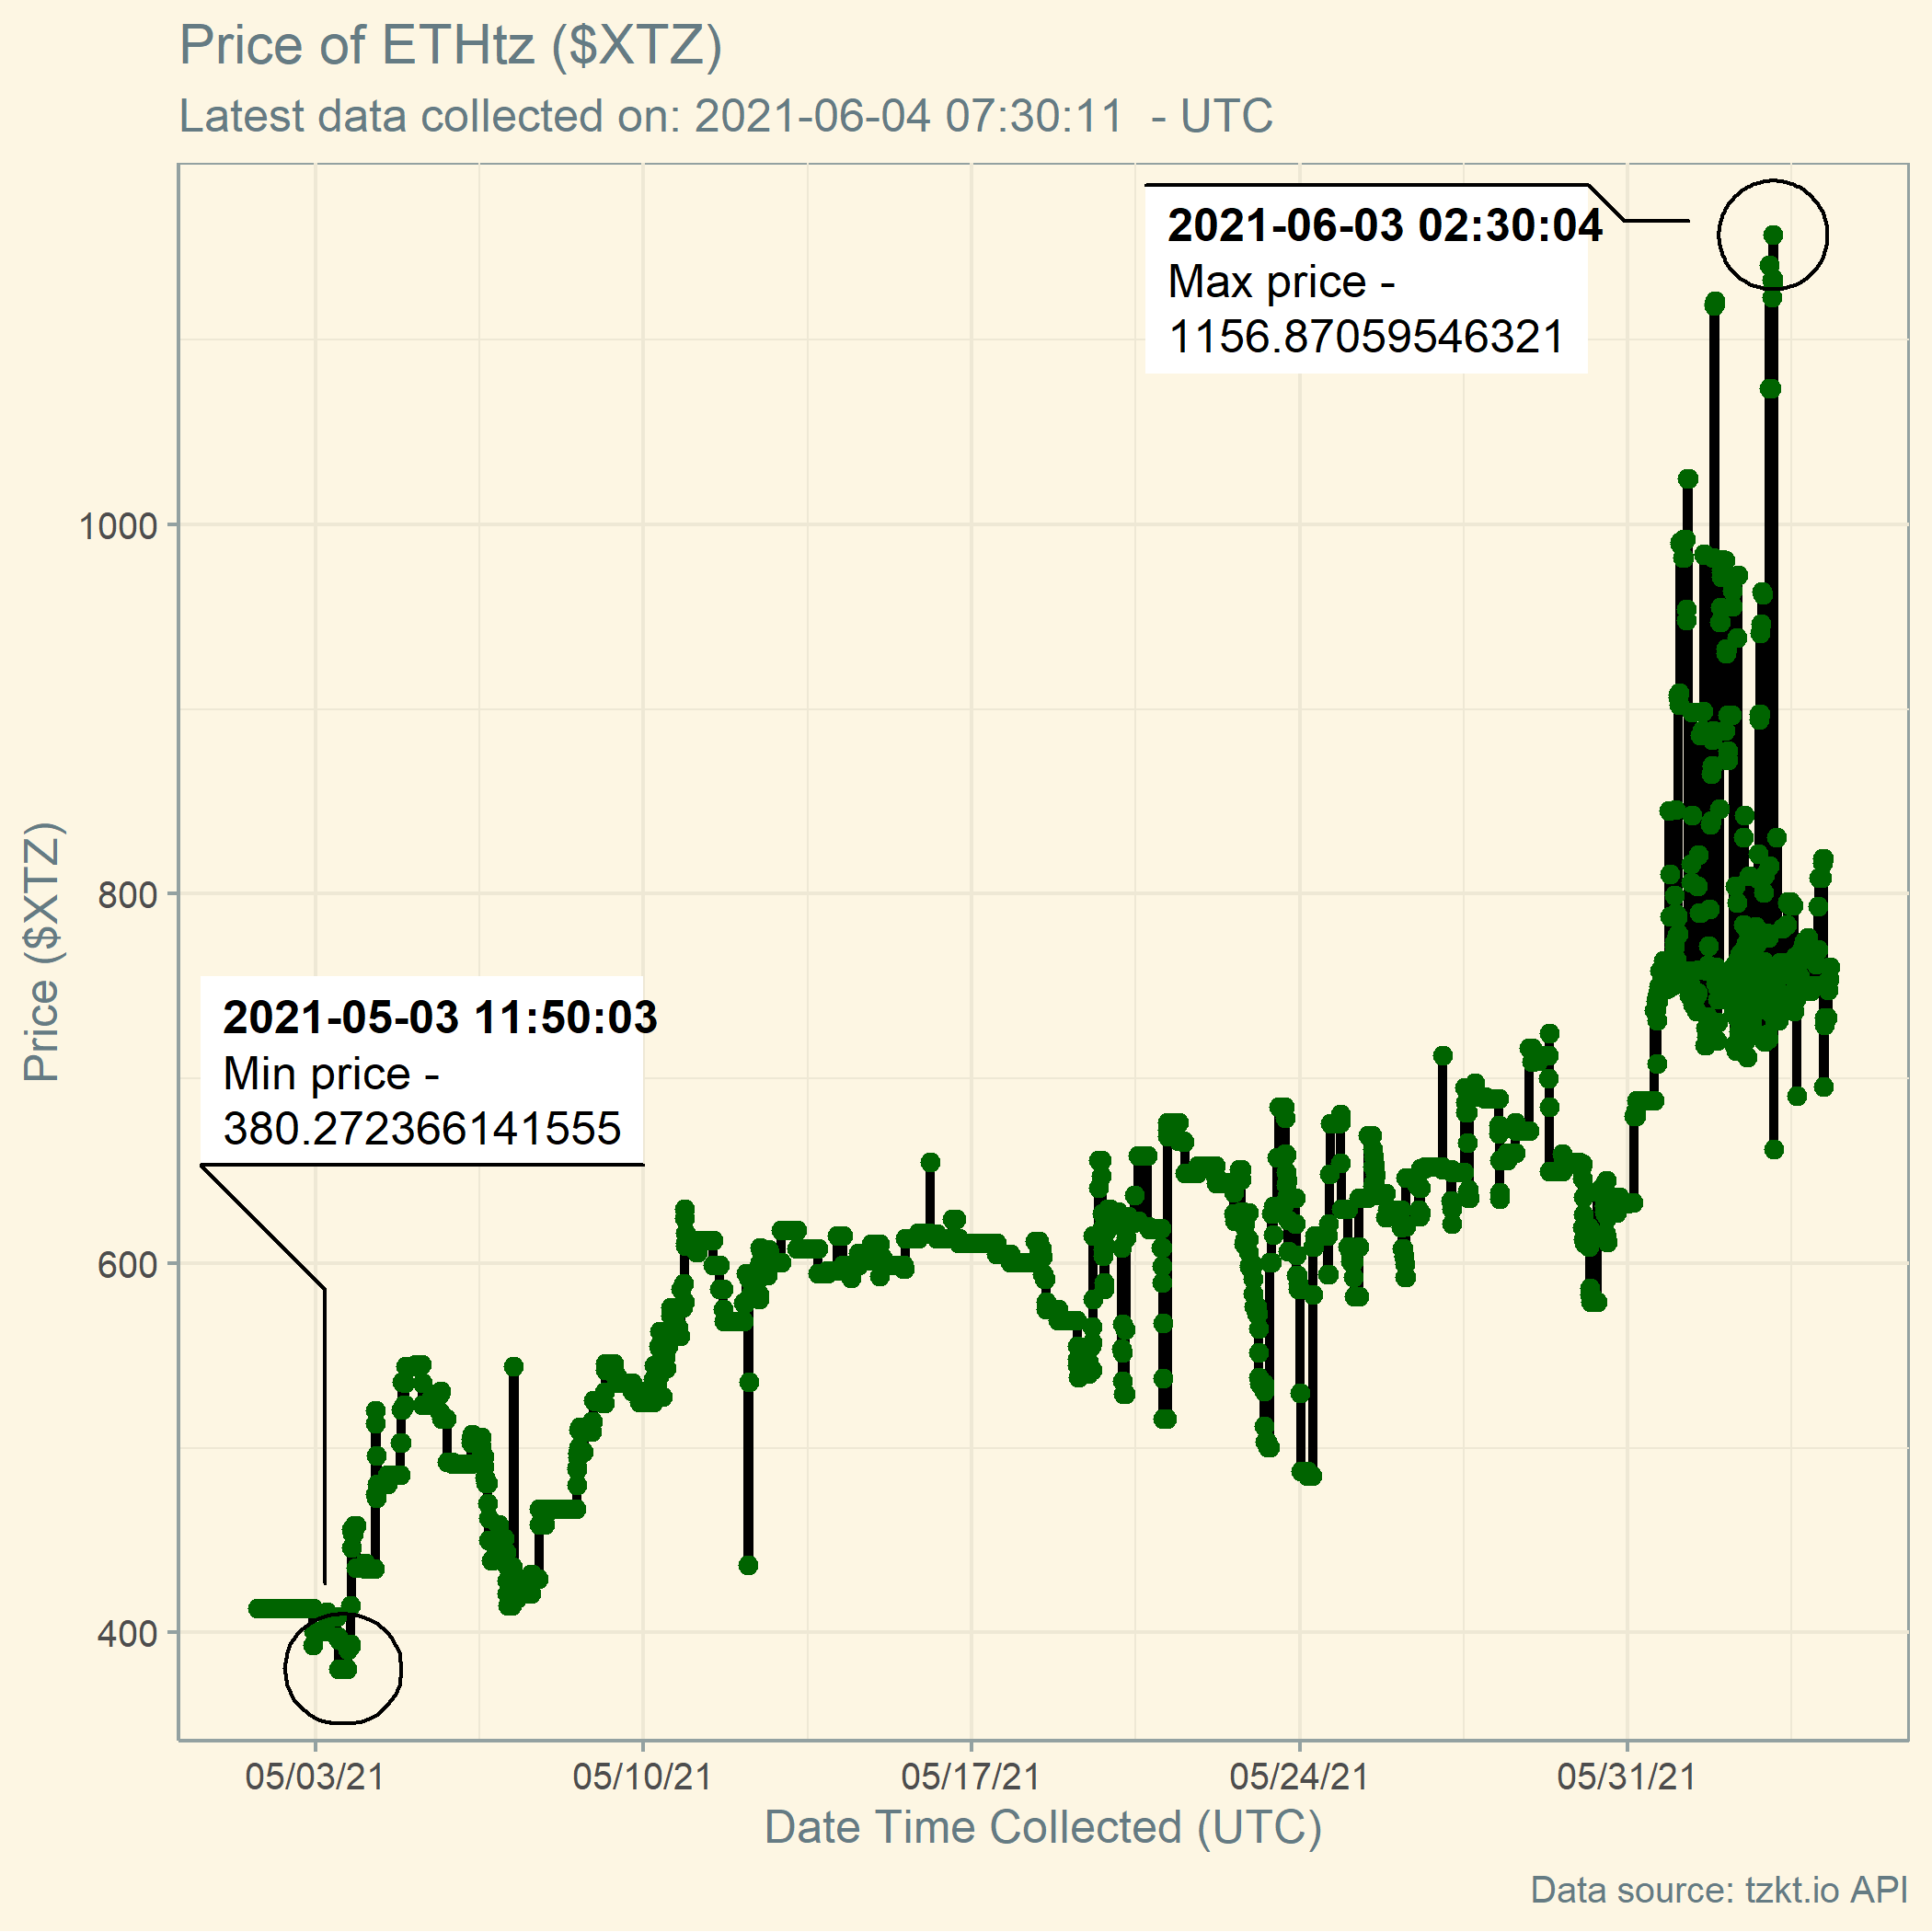 Price of ETHtz ($XTZ)
Latest data collected on: 2021-06-04 07:30:11  - UTC
2021-06-03 02:30:04
Max price -
1156.87059546321
1000
800
600
400
Price ($XTZ)
2021-05-03 11:50:03
Min price -
380.272366141555
05/03/21
05/10/21
05/17/21
05/24/21
05/31/21
Date Time Collected (UTC)
Data source: tzkt.io API